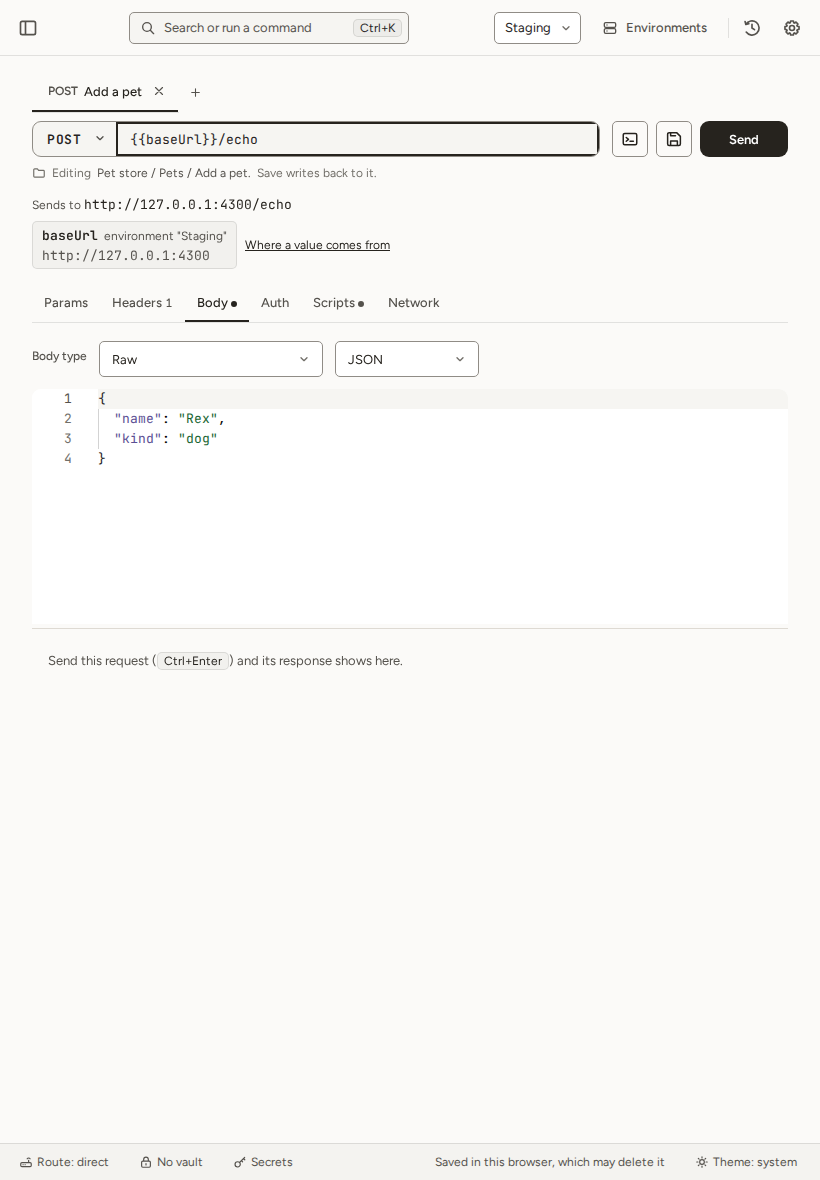 Search or run a command Ctrl+K Staging Environments
POST Add a pet
POST {{baseUrl}}/echo Send
Editing Pet store / Pets / Add a pet. Save writes back to it.
Sends to http://127.0.0.1:4300/echo
baseUrl environment "Staging"
http://127.0.0.1:4300
Where a value comes from
Params Headers 1 Body Auth Scripts Network
Body type Raw JSON
1 {
2 "name": "Rex",
3 "kind": "dog"
4 }
Send this request (Ctrl+Enter) and its response shows here.
Route: direct No vault Secrets Saved in this browser, which may delete it Theme: system